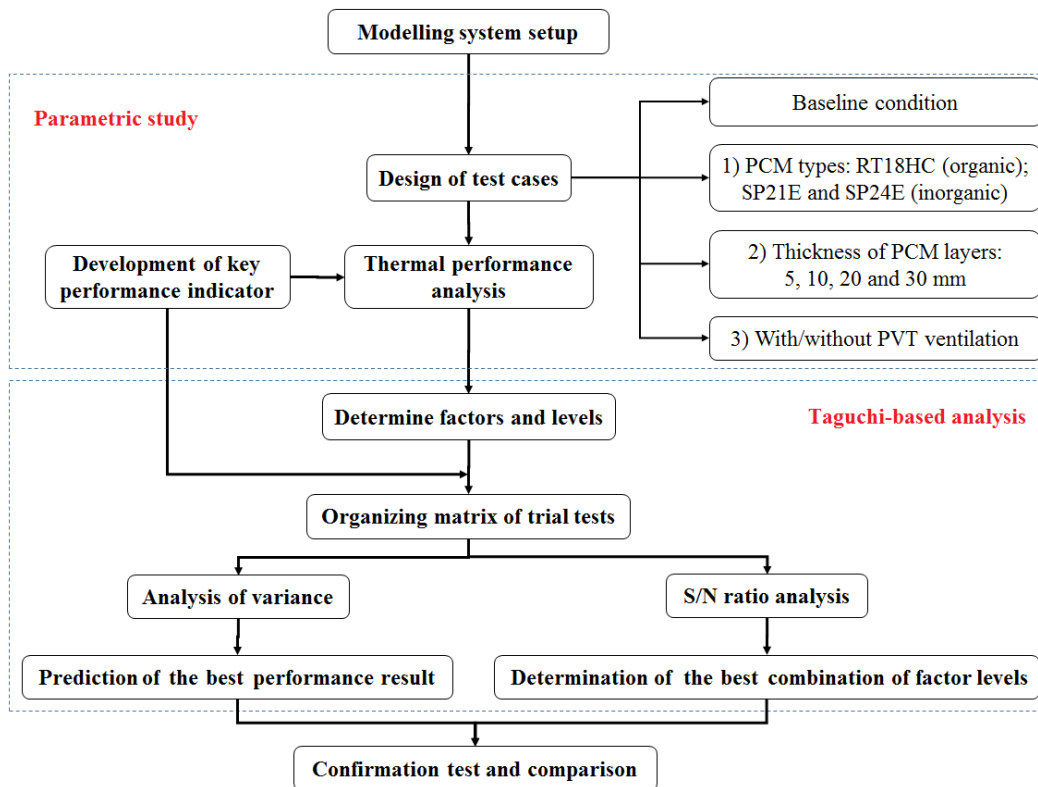 Modelling system setup
Parametric study
Baseline condition
Design of test cases
1) PCM types: RT18HC (organic);
SP21E and SP24E (inorganic)
Development of key
performance indicator
Thermal performance
analysis
2) Thickness of PCM layers:
5, 10, 20 and 30 mm
3) With/without PVT ventilation
Determine factors and levels
Taguchi-based analysis
Organizing matrix of trial tests
Analysis of variance
S/N ratio analysis
Prediction of the best performance result
Determination of the best combination of factor levels
Confirmation test and comparison